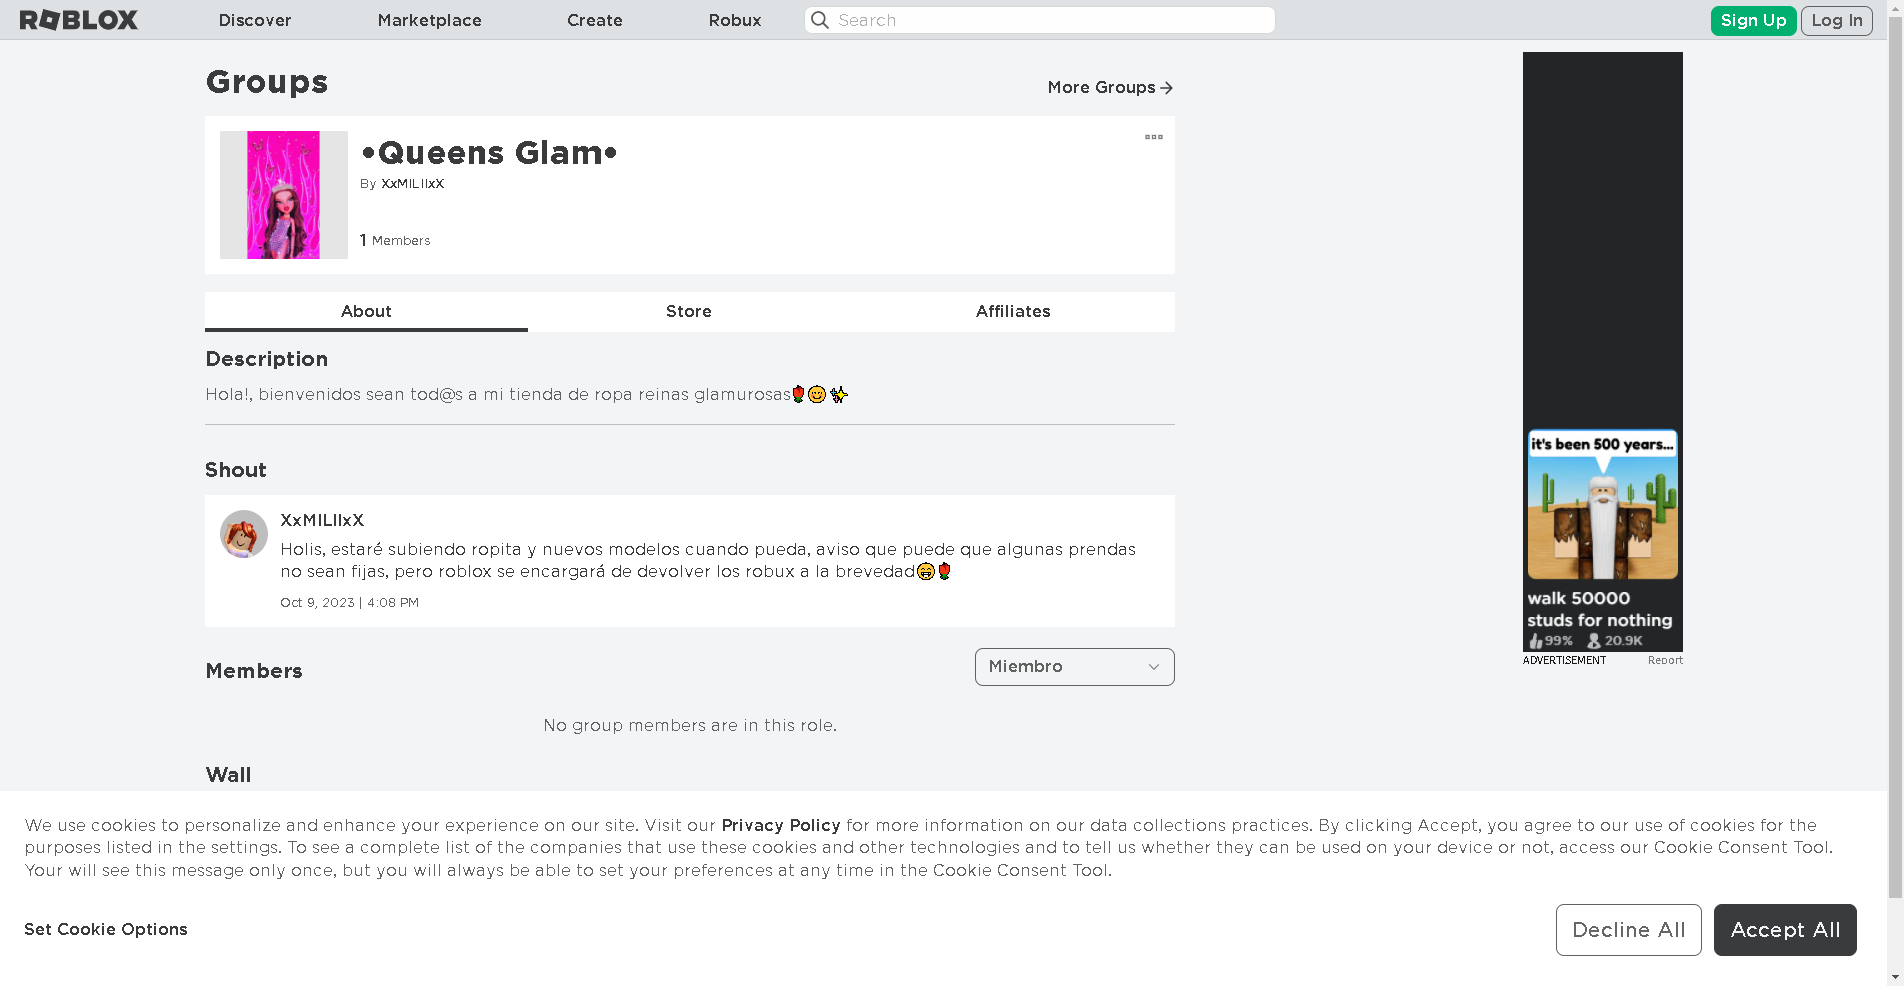 ROBLOX Discover Marketplace Create Robux Search Sign Up Log In
Groups
More Groups
•Queens Glam•
By XxMILIIxX
1 Members
About Store Affiliates
Description
Hola!, bienvenidos sean tod@s a mi tienda de ropa reinas glamurosas🌹😊✨
Shout
XxMILIIxX
Holis, estaré subiendo ropita y nuevos modelos cuando pueda, aviso que puede que algunas prendas
no sean fijas, pero roblox se encargará de devolver los robux a la brevedad😁🌹
Oct 9, 2023 | 4:08 PM
Members
Miembro
No group members are in this role.
Wall
it's been 500 years...
walk 50000
studs for nothing
99% 20.9K
ADVERTISEMENT Report
We use cookies to personalize and enhance your experience on our site. Visit our Privacy Policy for more information on our data collections practices. By clicking Accept, you agree to our use of cookies for the
purposes listed in the settings. To see a complete list of the companies that use these cookies and other technologies and to tell us whether they can be used on your device or not, access our Cookie Consent Tool.
Your will see this message only once, but you will always be able to set your preferences at any time in the Cookie Consent Tool.
Set Cookie Options
Decline All
Accept All